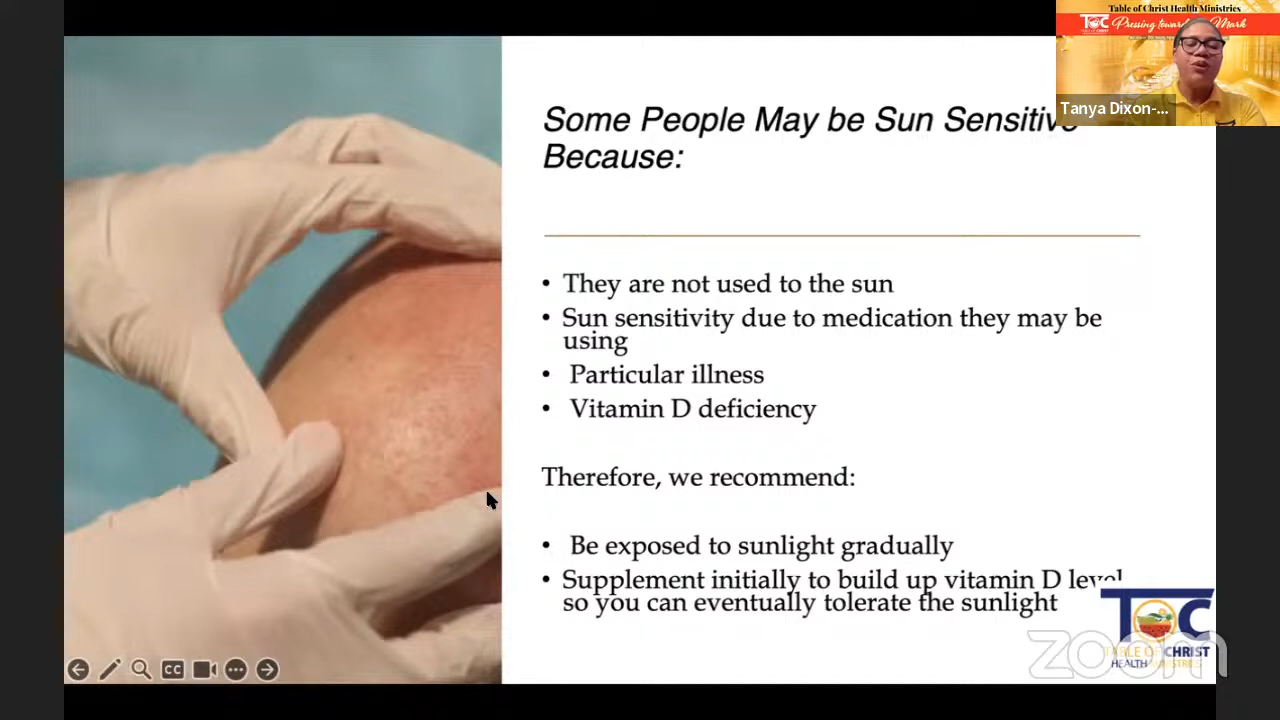 Table of Christ Health Ministries
TOC Pressing toward Mark
Tanya Dixon-...
Some People May be Sun Sensitive
Because:
• They are not used to the sun
• Sun sensitivity due to medication they may be
using
• Particular illness
• Vitamin D deficiency
Therefore, we recommend:
• Be exposed to sunlight gradually
• Supplement initially to build up vitamin D level
so you can eventually tolerate the sunlight
TOC
TABLE OF CHRIST
HEALTH MINISTRIES
zoom
CC